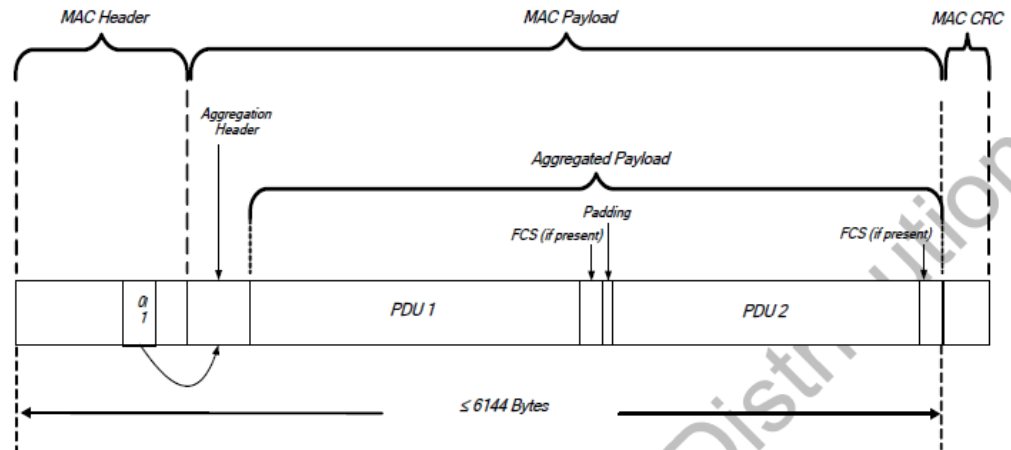 MAC Header
MAC Payload
MAC CRC
Aggregation
Header
Aggregated Payload
Padding
FCS (if present)
FCS (if present)
0|
1
PDU 1
PDU 2
≤ 6144 Bytes
Distribution